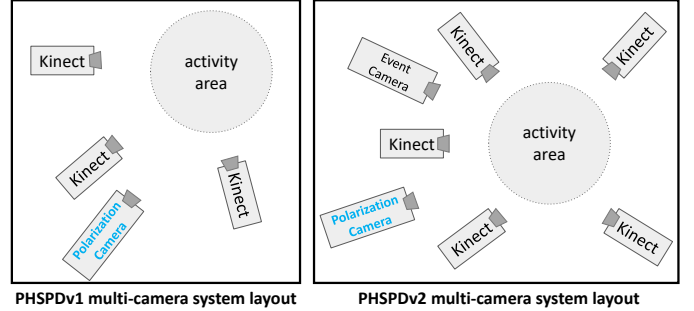 Kinect
activity
area
Kinect
Kinect
Polarization
Camera
PHSPDv1 multi-camera system layout
Kinect
Kinect
Event
Camera
activity
area
Kinect
Polarization
Camera
Kinect
Kinect
PHSPDv2 multi-camera system layout